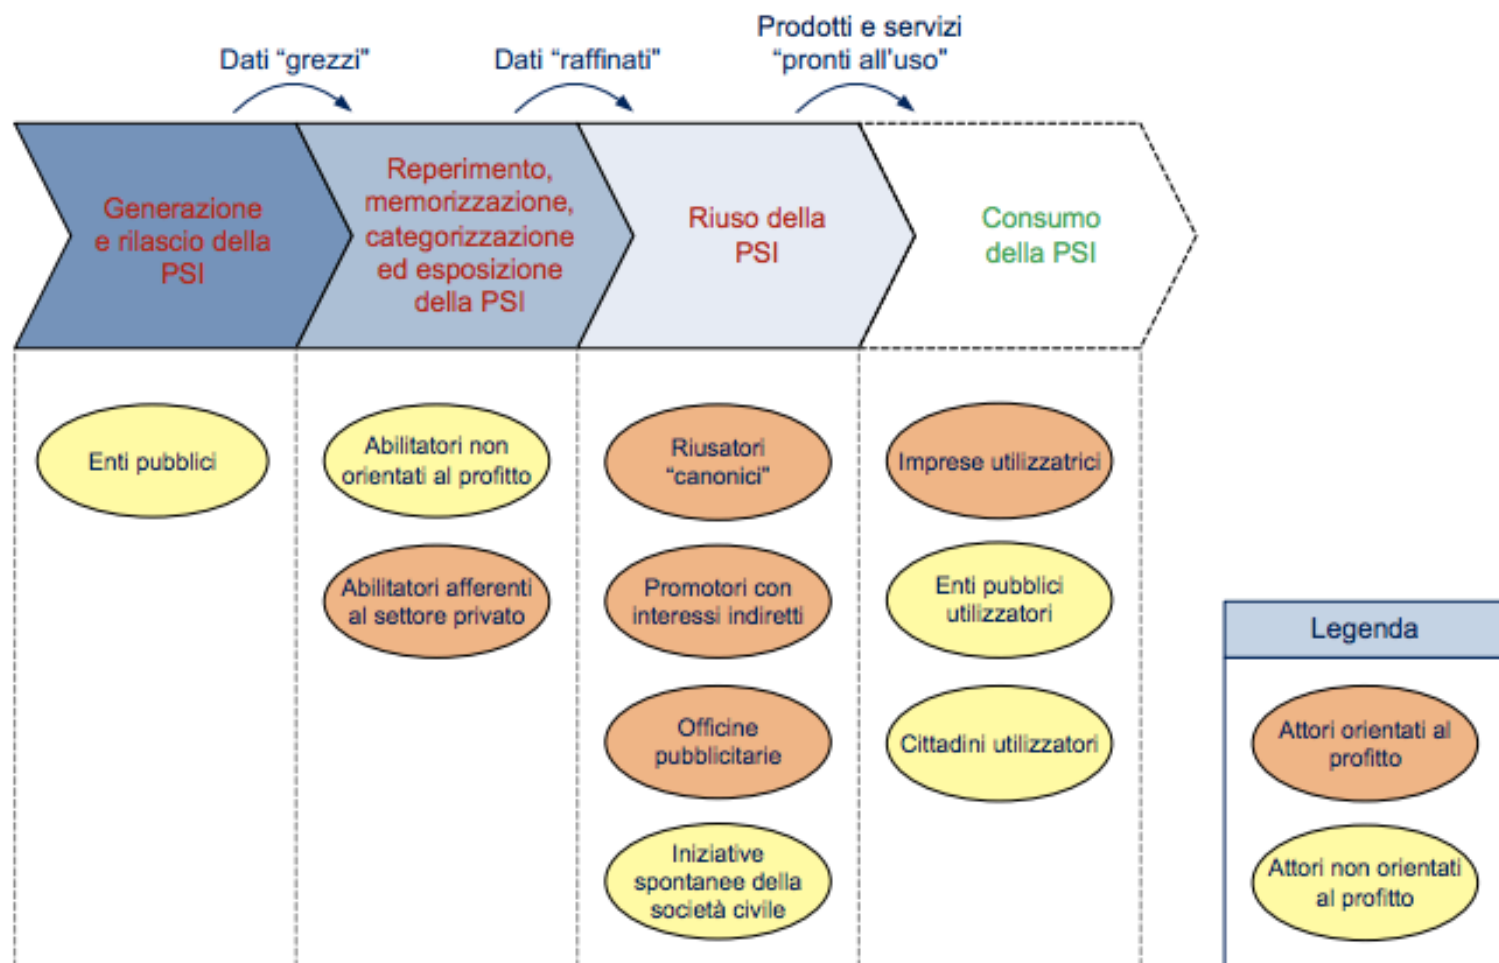 Dati “grezzi”
Dati “raffinati”
Prodotti e servizi
“pronti all’uso”
Generazione
e rilascio della
PSI
Reperimento,
memorizzazione,
categorizzazione
ed esposizione
della PSI
Riuso della
PSI
Consumo
della PSI
Enti pubblici
Abilitatori non
orientati al profitto
Abilitatori afferenti
al settore privato
Riusatori
“canonici”
Promotori con
interessi indiretti
Officine
pubblicitarie
Iniziative
spontanee della
società civile
Imprese utilizzatrici
Enti pubblici
utilizzatori
Cittadini utilizzatori
Legenda
Attori orientati al
profitto
Attori non orientati
al profitto